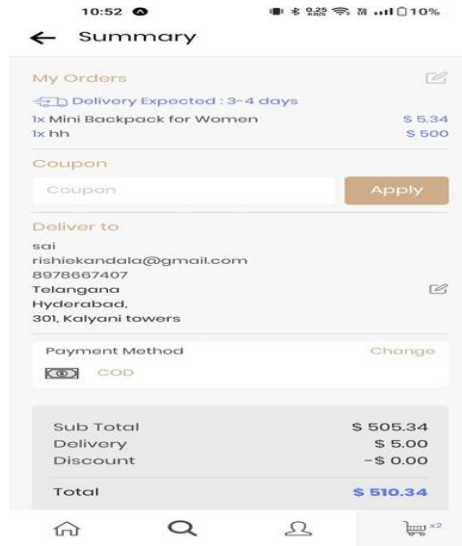 10:52 10%
Summary
My Orders
Delivery Expected : 3-4 days
1x Mini Backpack for Women $ 5.34
1x hh $ 500
Coupon
Coupon Apply
Deliver to
sai
rishiekandala@gmail.com
8978667407
Telangana
Hyderabad,
301, Kalyani towers
Payment Method Change
COD
Sub Total $ 505.34
Delivery $ 5.00
Discount -$ 0.00
Total $ 510.34
x2